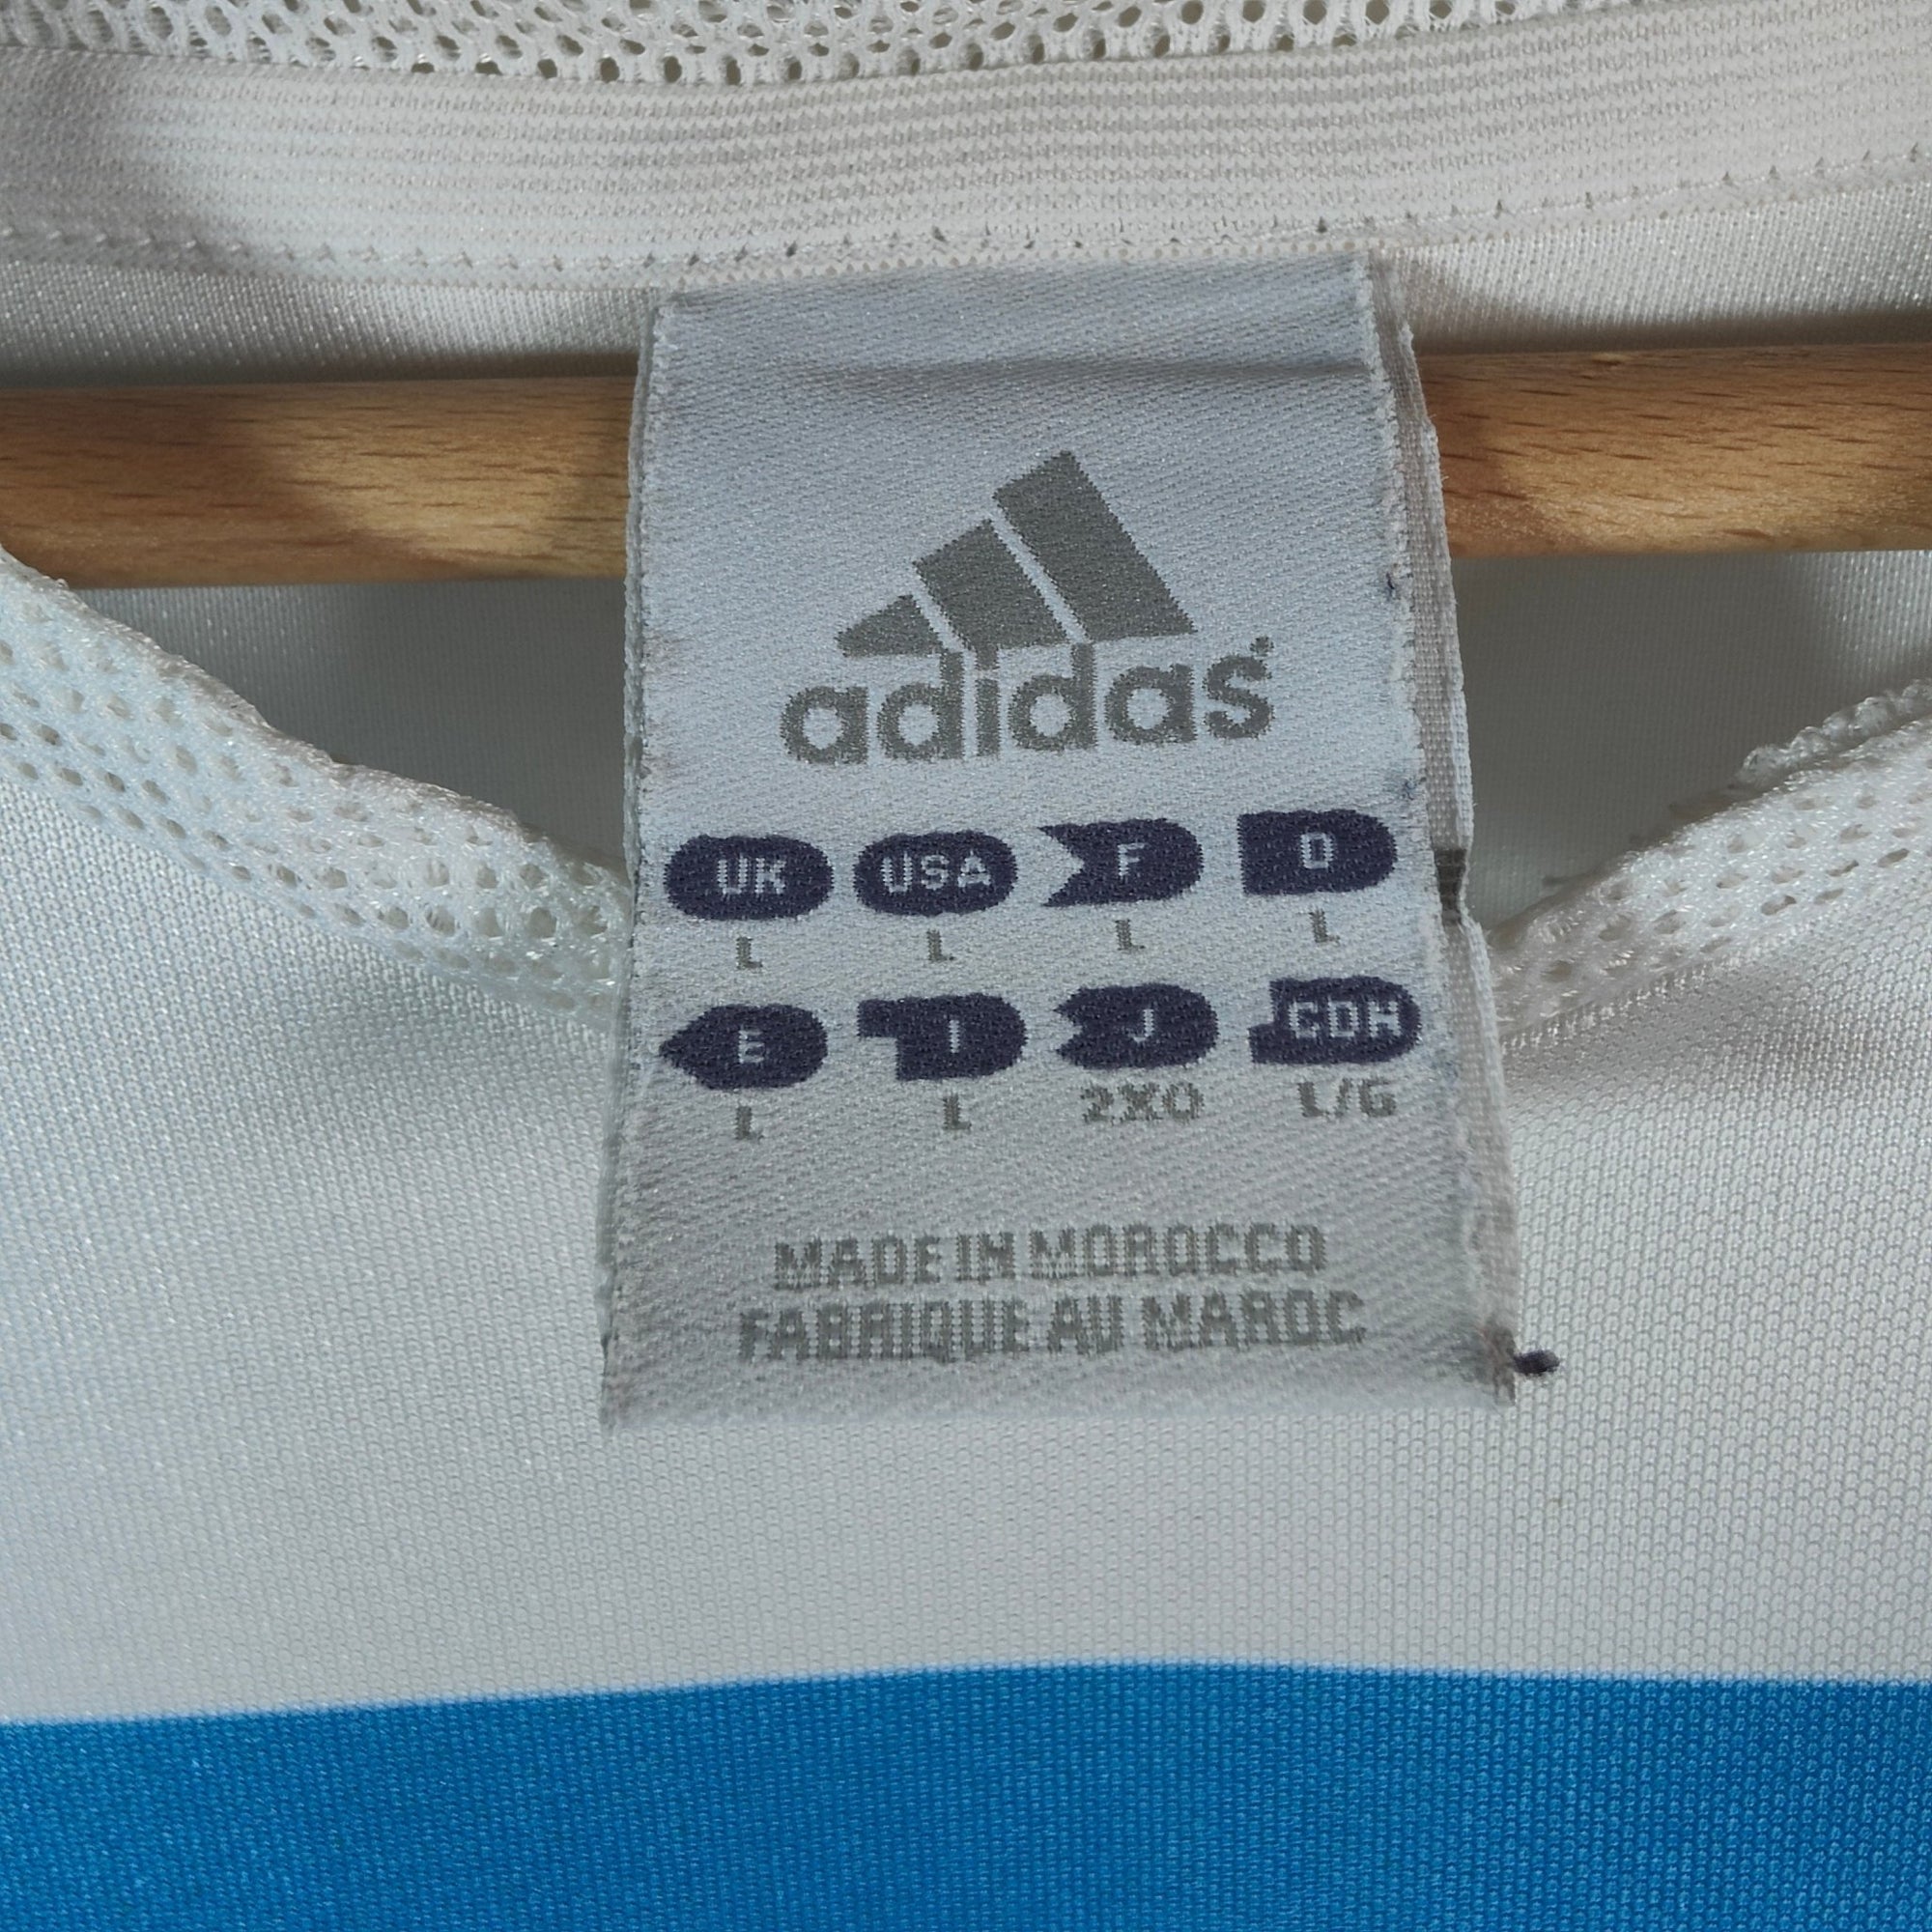 adidas
UK USA F D
L L L L
E I J CDN
L L 2XO L/G
MADE IN MOROCCO
FABRIQUE AU MAROC